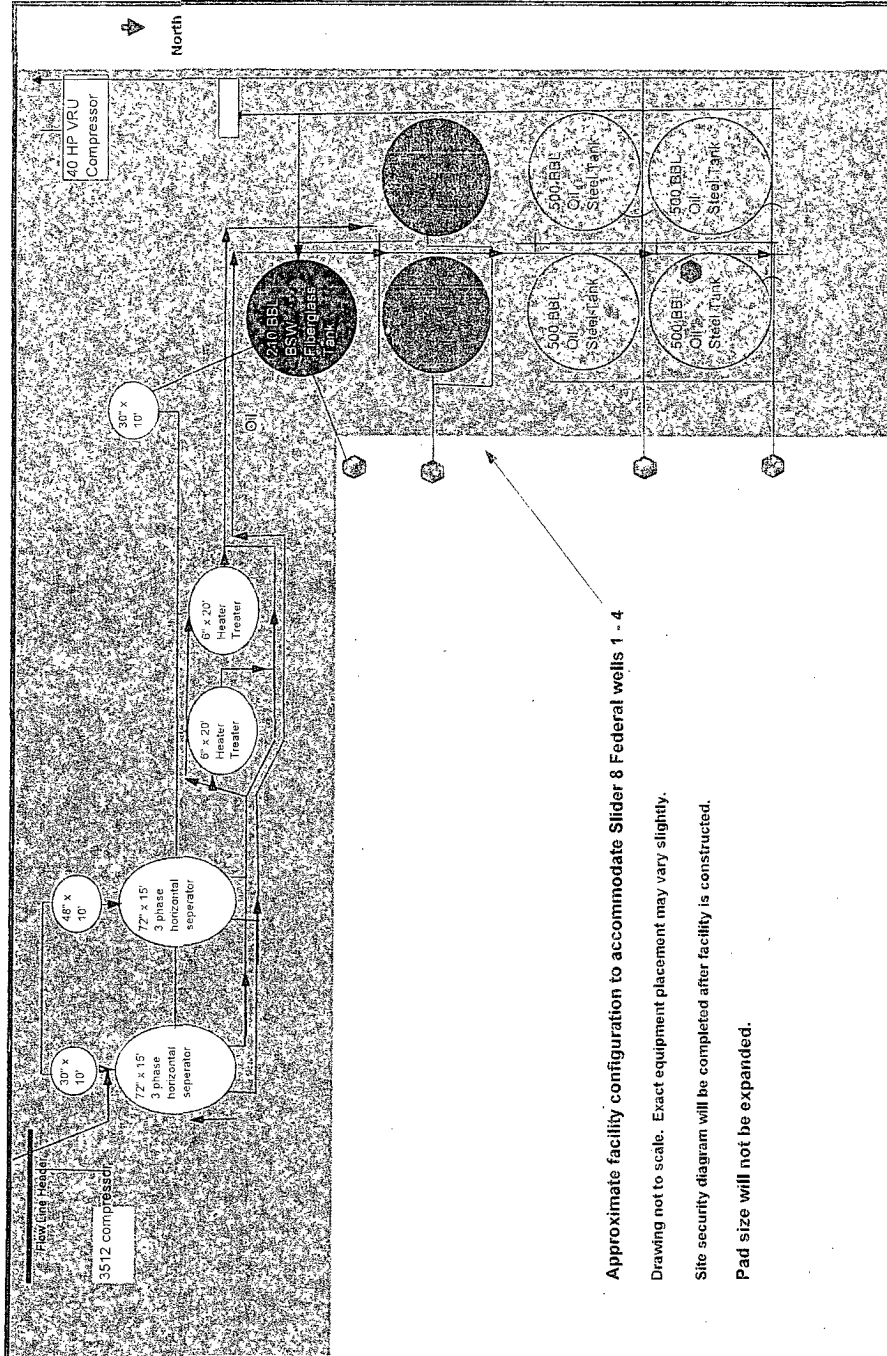 North
40 HP VRU
Compressor
Flow Line Header
3512 compressor
30" x
10'
48" x
10'
72" x 15'
3 phase
horizontal
seperator
72" x 15'
3 phase
horizontal
seperator
6" x 20'
Heater
Treater
6" x 20'
Heater
Treater
30" x
10'
Oil
210 BBL
BSW
Fiberglass
Tank
500 BBL
Oil
Steel Tank
500 BBL
Oil
Steel Tank
500 BBL
Oil
Steel Tank
500 BBL
Oil
Steel Tank
Approximate facility configuration to accommodate Slider 8 Federal wells 1 - 4
Drawing not to scale. Exact equipment placement may vary slightly.
Site security diagram will be completed after facility is constructed.
Pad size will not be expanded.